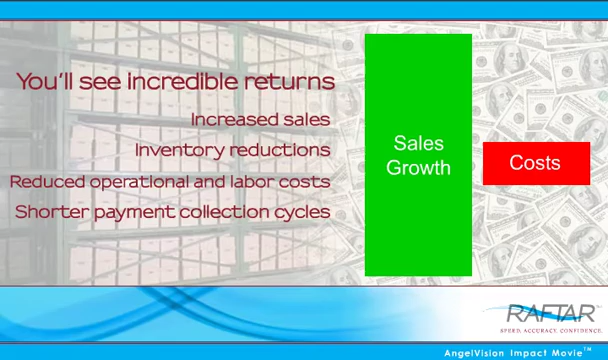 You'll see incredible returns
Increased sales
Inventory reductions
Reduced operational and labor costs
Shorter payment collection cycles
Sales
Growth
Costs
RAFTAR
SPEED. ACCURACY. CONFIDENCE.
AngelVision Impact Movie™